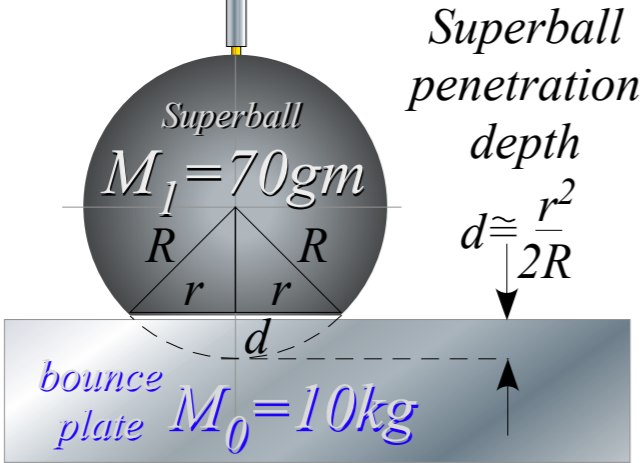 Superball
penetration
depth
d≅r²/2R
Superball
M₁=70gm
R R
r r
d
bounce
plate M₀=10kg